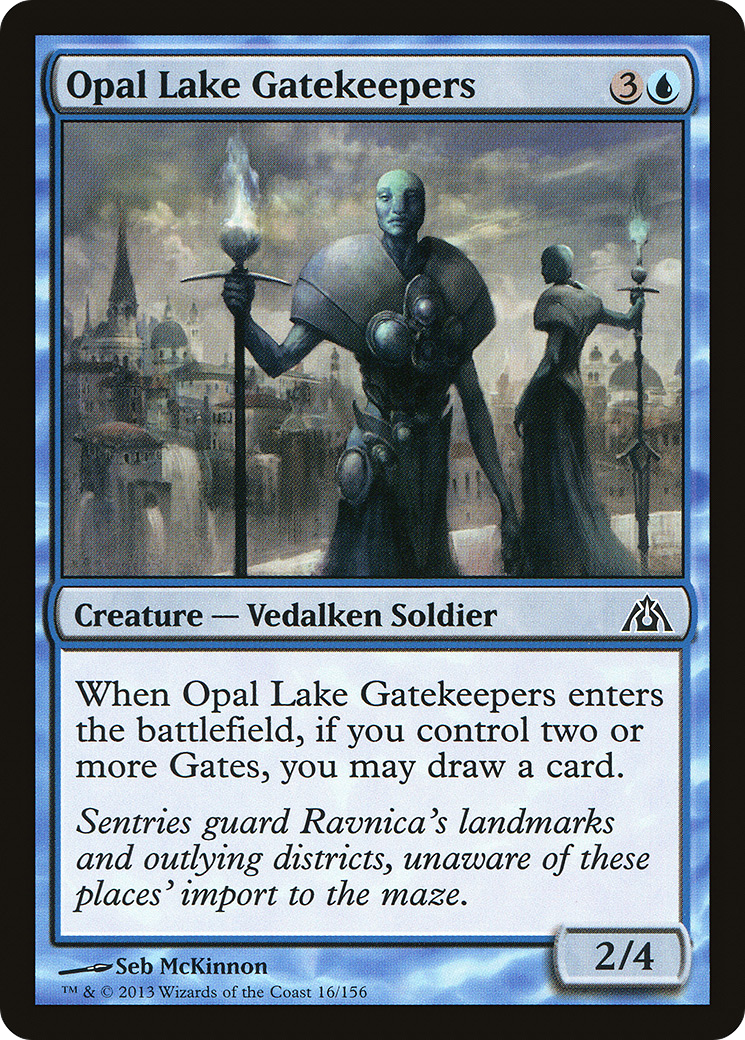 Opal Lake Gatekeepers 3
Creature — Vedalken Soldier
When Opal Lake Gatekeepers enters
the battlefield, if you control two or
more Gates, you may draw a card.
Sentries guard Ravnica's landmarks
and outlying districts, unaware of these
places' import to the maze.
2/4
Seb McKinnon
™ & © 2013 Wizards of the Coast 16/156